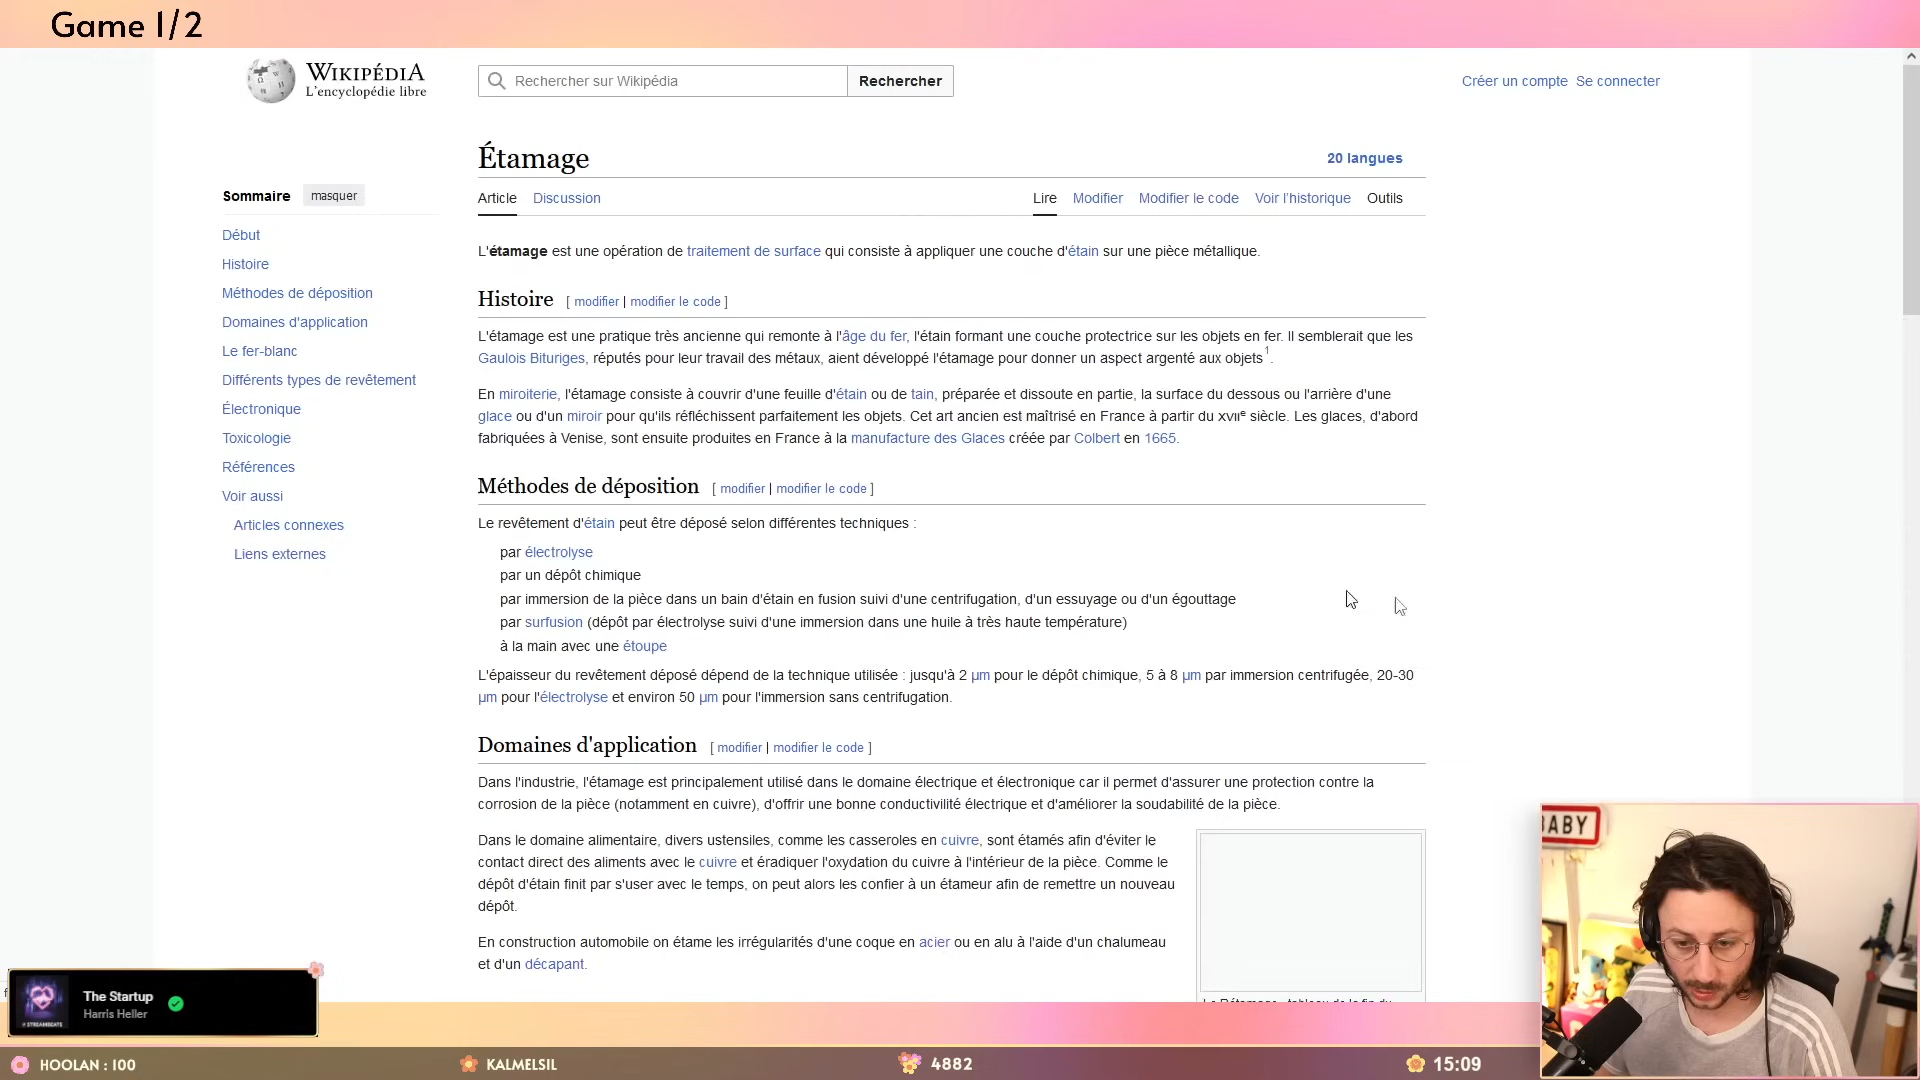 Game 1/2
WIKIPÉDIA
L'encyclopédie libre
Rechercher sur Wikipédia
Rechercher
Créer un compte Se connecter
Étamage
20 langues
Sommaire masquer
Article Discussion
Lire Modifier Modifier le code Voir l'historique Outils
Début
Histoire
Méthodes de déposition
Domaines d'application
Le fer-blanc
Différents types de revêtement
Électronique
Toxicologie
Références
Voir aussi
Articles connexes
Liens externes
L'étamage est une opération de traitement de surface qui consiste à appliquer une couche d'étain sur une pièce métallique.
Histoire [ modifier | modifier le code ]
L'étamage est une pratique très ancienne qui remonte à l'âge du fer, l'étain formant une couche protectrice sur les objets en fer. Il semblerait que les
Gaulois Bituriges, réputés pour leur travail des métaux, aient développé l'étamage pour donner un aspect argenté aux objets1.
En miroiterie, l'étamage consiste à couvrir d'une feuille d'étain ou de tain, préparée et dissoute en partie, la surface du dessous ou l'arrière d'une
glace ou d'un miroir pour qu'ils réfléchissent parfaitement les objets. Cet art ancien est maîtrisé en France à partir du XVIIe siècle. Les glaces, d'abord
fabriquées à Venise, sont ensuite produites en France à la manufacture des Glaces créée par Colbert en 1665.
Méthodes de déposition [ modifier | modifier le code ]
Le revêtement d'étain peut être déposé selon différentes techniques :
par électrolyse
par un dépôt chimique
par immersion de la pièce dans un bain d'étain en fusion suivi d'une centrifugation, d'un essuyage ou d'un égouttage
par surfusion (dépôt par électrolyse suivi d'une immersion dans une huile à très haute température)
à la main avec une étoupe
L'épaisseur du revêtement déposé dépend de la technique utilisée : jusqu'à 2 µm pour le dépôt chimique, 5 à 8 µm par immersion centrifugée, 20-30
µm pour l'électrolyse et environ 50 µm pour l'immersion sans centrifugation.
Domaines d'application [ modifier | modifier le code ]
Dans l'industrie, l'étamage est principalement utilisé dans le domaine électrique et électronique car il permet d'assurer une protection contre la
corrosion de la pièce (notamment en cuivre), d'offrir une bonne conductivité électrique et d'améliorer la soudabilité de la pièce.
Dans le domaine alimentaire, divers ustensiles, comme les casseroles en cuivre, sont étamés afin d'éviter le
contact direct des aliments avec le cuivre et éradiquer l'oxydation du cuivre à l'intérieur de la pièce. Comme le
dépôt d'étain finit par s'user avec le temps, on peut alors les confier à un étameur afin de remettre un nouveau
dépôt.
En construction automobile on étame les irrégularités d'une coque en acier ou en alu à l'aide d'un chalumeau
et d'un décapant.
BABY
The Startup
Harris Heller
STREAMBEATS
HOOLAN : 100
KALMELSIL
4882
15:09